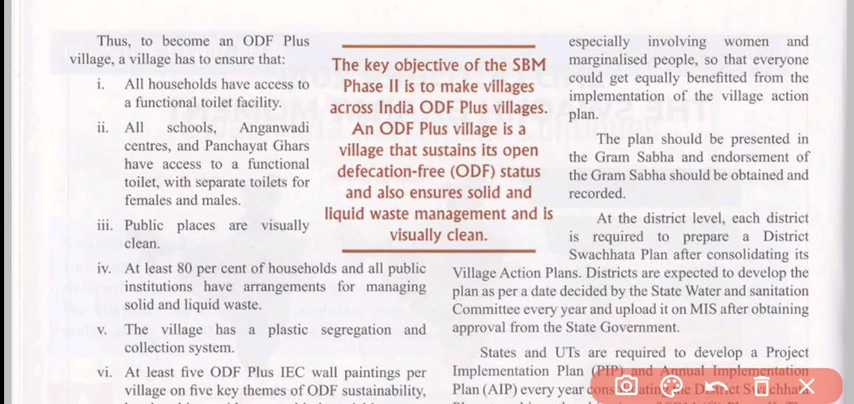 Thus, to become an ODF Plus
village, a village has to ensure that:
i. All households have access to
a functional toilet facility.
ii. All schools, Anganwadi
centres, and Panchayat Ghars
have access to a functional
toilet, with separate toilets for
females and males.
iii. Public places are visually
clean.
iv. At least 80 per cent of households and all public
institutions have arrangements for managing
solid and liquid waste.
v. The village has a plastic segregation and
collection system.
vi. At least five ODF Plus IEC wall paintings per
village on five key themes of ODF sustainability,
The key objective of the SBM
Phase II is to make villages
across India ODF Plus villages.
An ODF Plus village is a
village that sustains its open
defecation-free (ODF) status
and also ensures solid and
liquid waste management and is
visually clean.
especially involving women and
marginalised people, so that everyone
could get equally benefitted from the
implementation of the village action
plan.
The plan should be presented in
the Gram Sabha and endorsement of
the Gram Sabha should be obtained and
recorded.
At the district level, each district
is required to prepare a District
Swachhata Plan after consolidating its
Village Action Plans. Districts are expected to develop the
plan as per a date decided by the State Water and sanitation
Committee every year and upload it on MIS after obtaining
approval from the State Government.
States and UTs are required to develop a Project
Implementation Plan (PIP) and Annual Implementation
Plan (AIP) every year